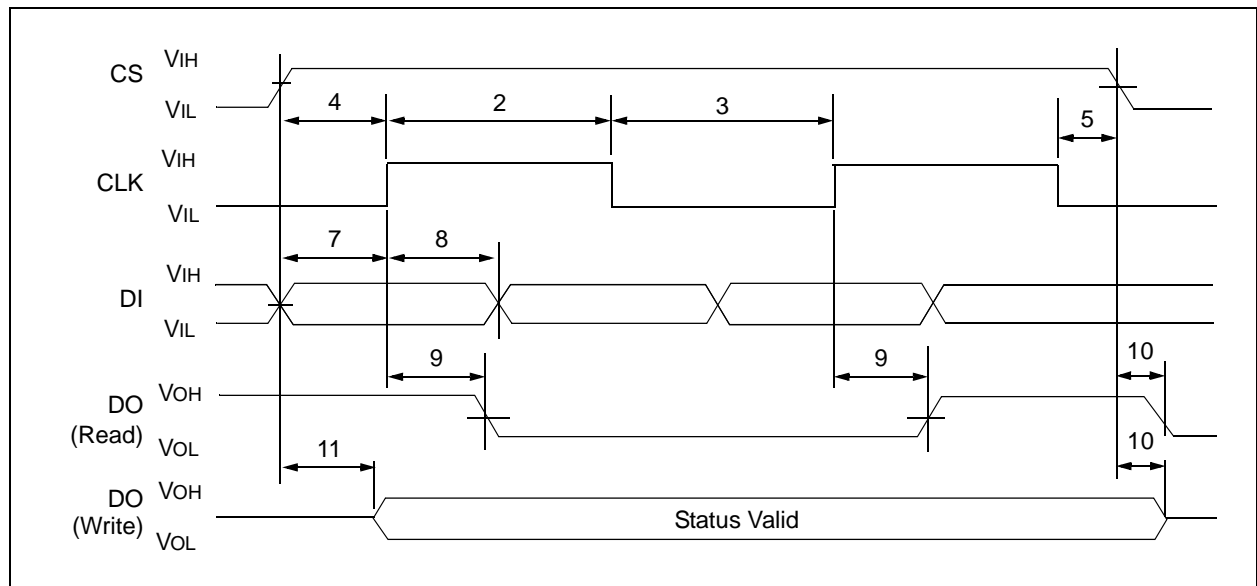 CS VIH
VIL
4 2 3 5
CLK VIH
VIL
7 8
DI VIH
VIL
9 9 10
DO (Read) VOH
VOL
11 10
DO (Write) VOH
Status Valid
VOL